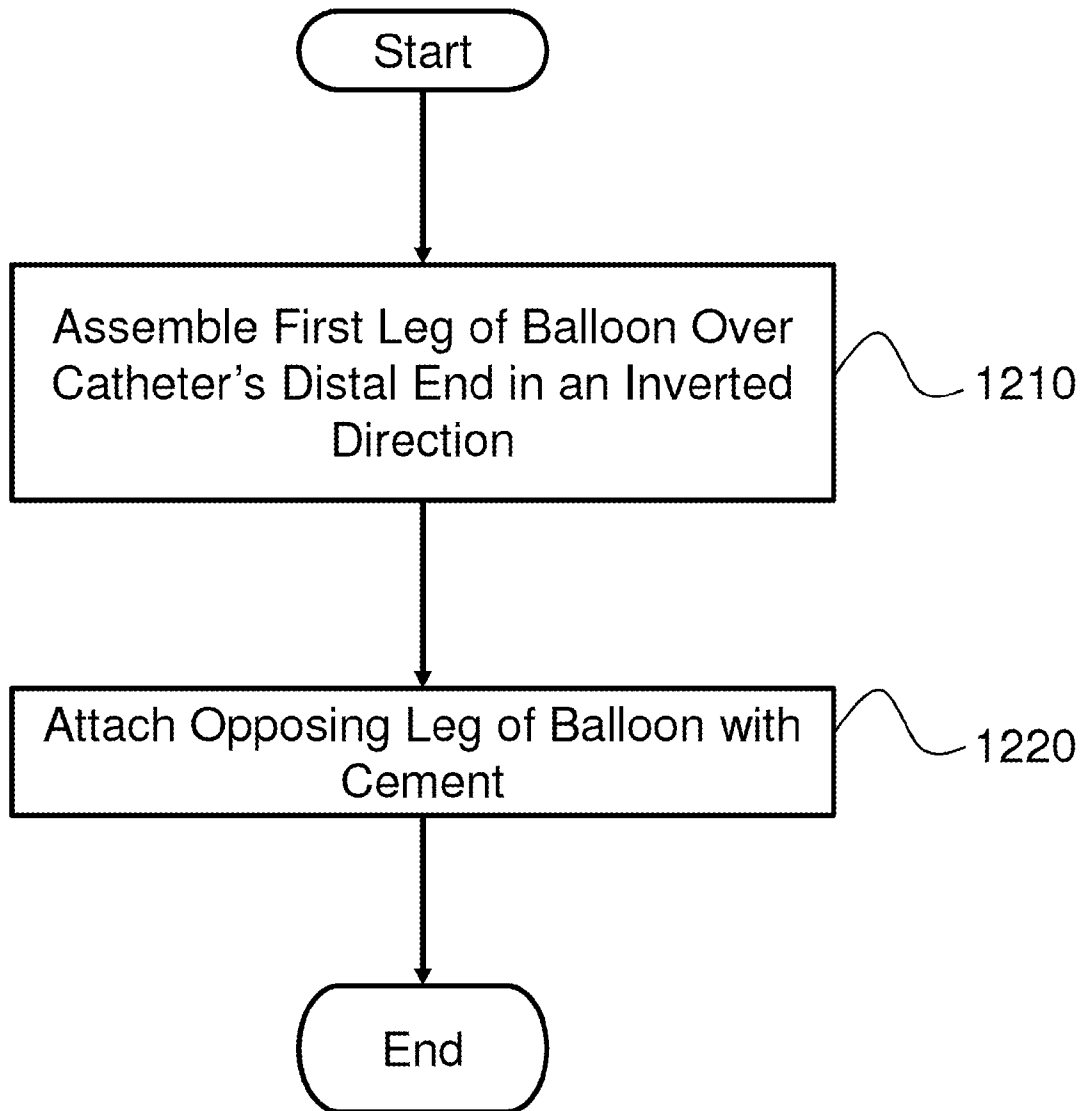 Start
Assemble First Leg of Balloon Over
Catheter's Distal End in an Inverted
Direction
1210
Attach Opposing Leg of Balloon with
Cement
1220
End